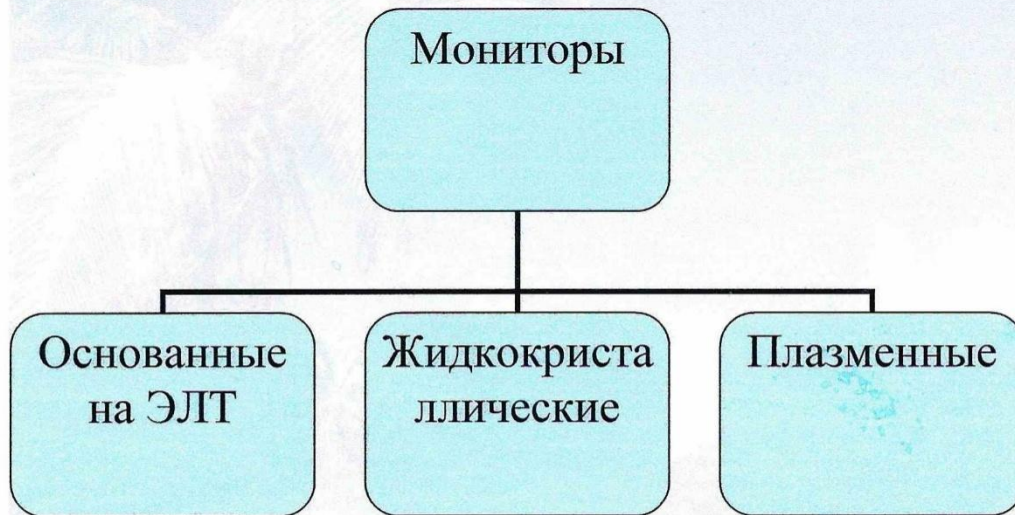 Мониторы
Основанные
на ЭЛТ
Жидкокриста
ллические
Плазменные